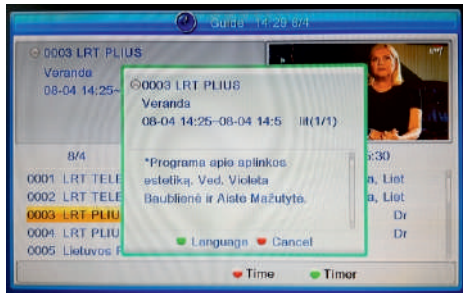 Guide 14:29 8/4
0003 LRT PLIUS
Veranda
08-04 14:25~
0003 LRT PLIUS
Veranda
08-04 14:25~08-04 14:5 lit(1/1)
*Programa apie aplinkos
estetiką. Ved. Violeta
Baublienė ir Aistė Mažutytė.
Language Cancel
8/4 5:30
0001 LRT TELE a, Liet
0002 LRT TELE a, Liet
0003 LRT PLIU Dr
0004 LRT PLIU Dr
0005 Lietuvos R
Time Timer